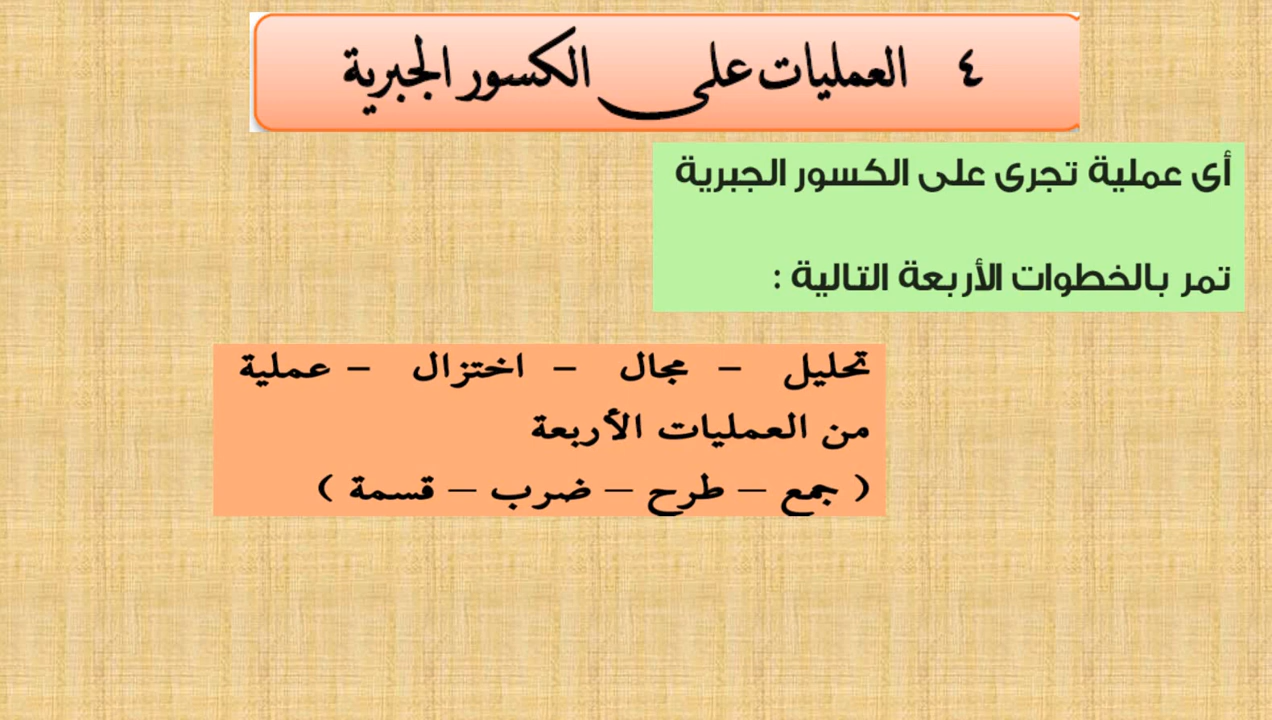 ٤ العمليات على الكسور الجبرية
أى عملية تجرى على الكسور الجبرية
تمر بالخطوات الأربعة التالية :
تحليل – مجال – اختزال – عملية
من العمليات الأربعة
( جمع – طرح – ضرب – قسمة )